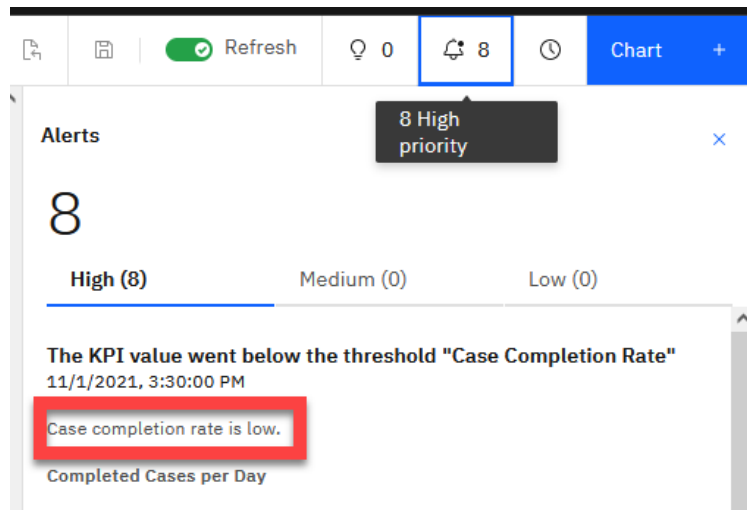 Refresh
0
8
Chart +
8 High
priority
Alerts
8
High (8)
Medium (0)
Low (0)
The KPI value went below the threshold "Case Completion Rate"
11/1/2021, 3:30:00 PM
Case completion rate is low.
Completed Cases per Day